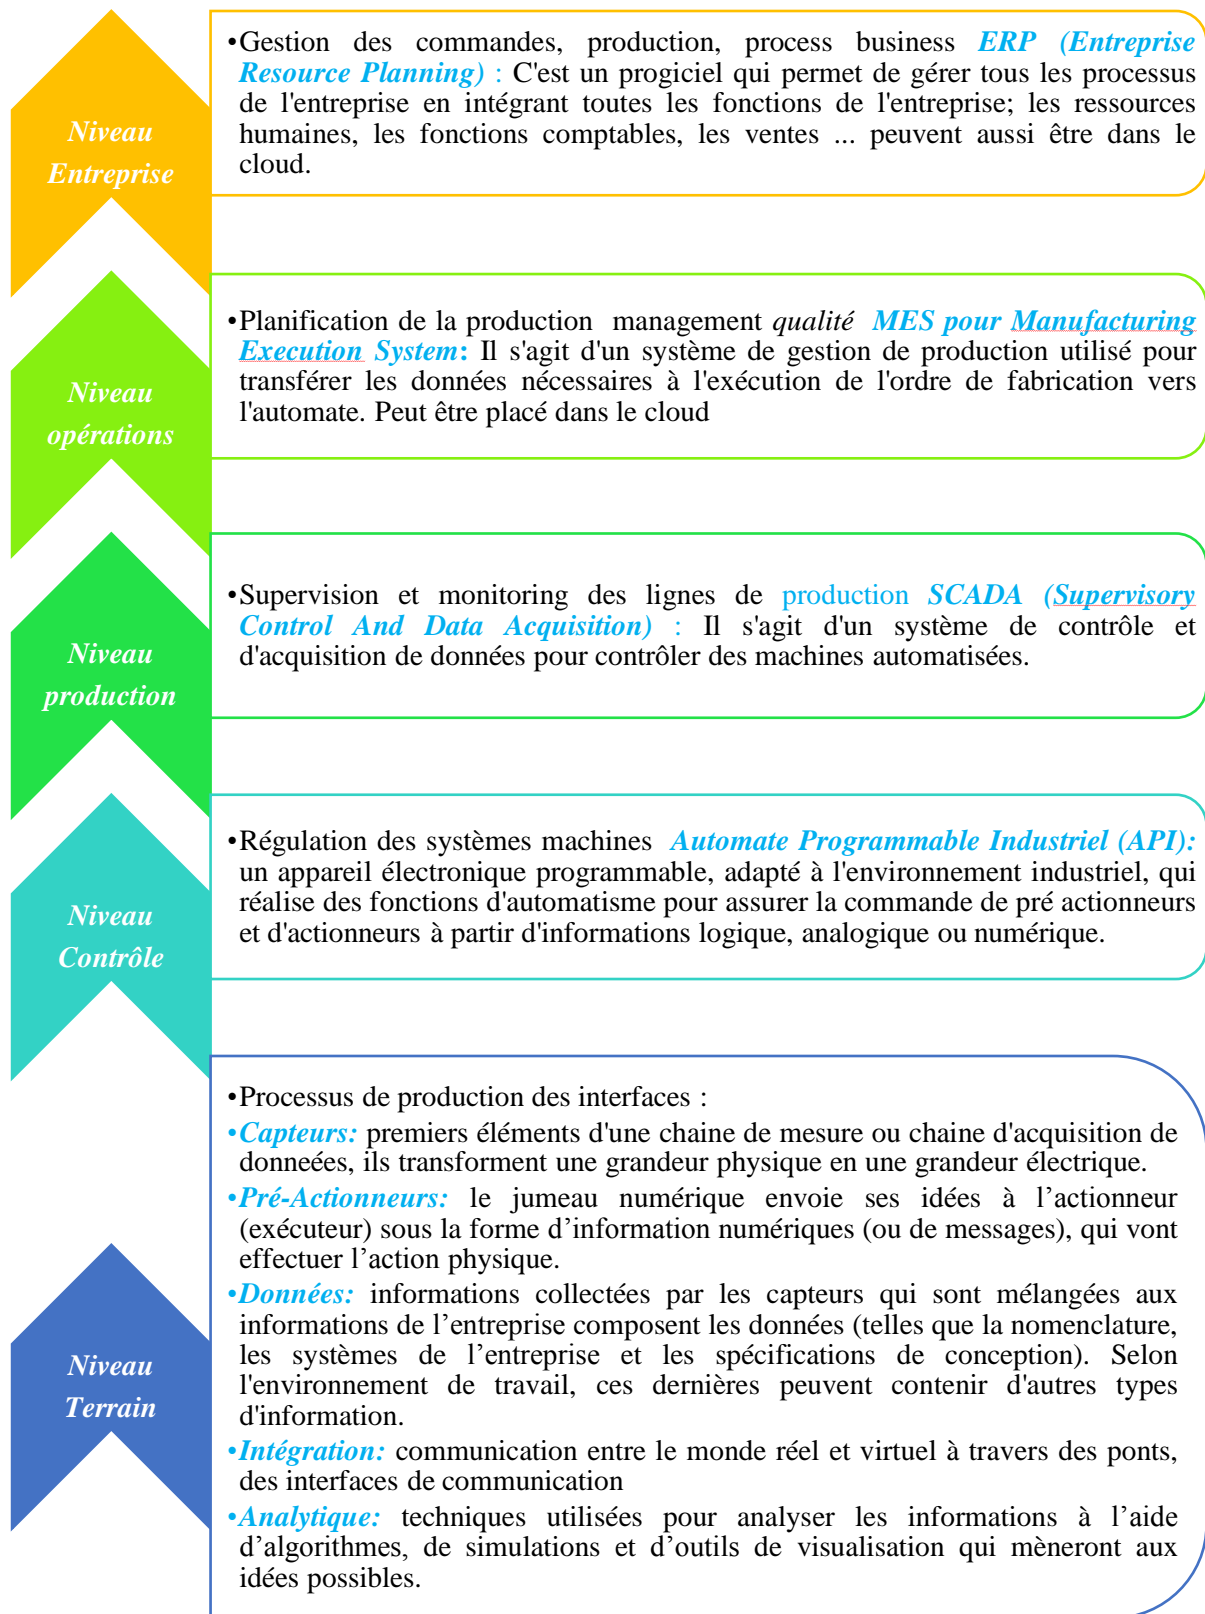 Niveau
Entreprise
•Gestion des commandes, production, process business ERP (Entreprise
Resource Planning) : C'est un progiciel qui permet de gérer tous les processus
de l'entreprise en intégrant toutes les fonctions de l'entreprise; les ressources
humaines, les fonctions comptables, les ventes ... peuvent aussi être dans le
cloud.
Niveau
opérations
•Planification de la production management qualité MES pour Manufacturing
Execution System: Il s'agit d'un système de gestion de production utilisé pour
transférer les données nécessaires à l'exécution de l'ordre de fabrication vers
l'automate. Peut être placé dans le cloud
Niveau
production
•Supervision et monitoring des lignes de production SCADA (Supervisory
Control And Data Acquisition) : Il s'agit d'un système de contrôle et
d'acquisition de données pour contrôler des machines automatisées.
Niveau
Contrôle
•Régulation des systèmes machines Automate Programmable Industriel (API):
un appareil électronique programmable, adapté à l'environnement industriel, qui
réalise des fonctions d'automatisme pour assurer la commande de pré actionneurs
et d'actionneurs à partir d'informations logique, analogique ou numérique.
Niveau
Terrain
•Processus de production des interfaces :
•Capteurs: premiers éléments d'une chaine de mesure ou chaine d'acquisition de
donneées, ils transforment une grandeur physique en une grandeur électrique.
•Pré-Actionneurs: le jumeau numérique envoie ses idées à l’actionneur
(exécuteur) sous la forme d’information numériques (ou de messages), qui vont
effectuer l’action physique.
•Données: informations collectées par les capteurs qui sont mélangées aux
informations de l’entreprise composent les données (telles que la nomenclature,
les systèmes de l’entreprise et les spécifications de conception). Selon
l'environnement de travail, ces dernières peuvent contenir d'autres types
d'information.
•Intégration: communication entre le monde réel et virtuel à travers des ponts,
des interfaces de communication
•Analytique: techniques utilisées pour analyser les informations à l’aide
d’algorithmes, de simulations et d’outils de visualisation qui mèneront aux
idées possibles.